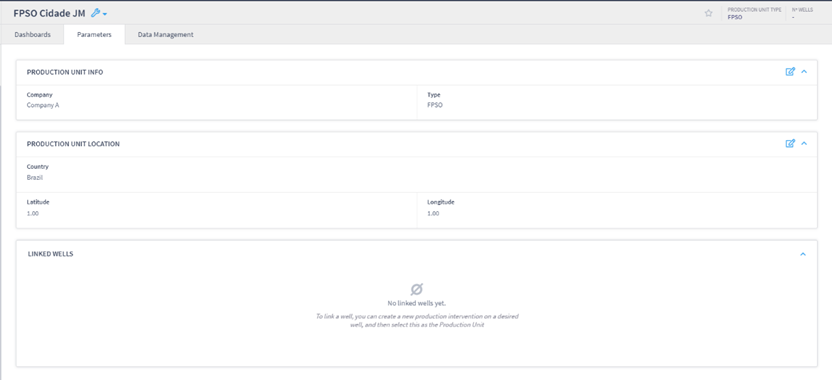 FPSO Cidade JM
PRODUCTION UNIT TYPE
FPSO
Nº WELLS
-
Dashboards
Parameters
Data Management
PRODUCTION UNIT INFO
Company
Company A
Type
FPSO
PRODUCTION UNIT LOCATION
Country
Brazil
Latitude
1.00
Longitude
1.00
LINKED WELLS
No linked wells yet.
To link a well, you can create a new production intervention on a desired
well, and then select this as the Production Unit